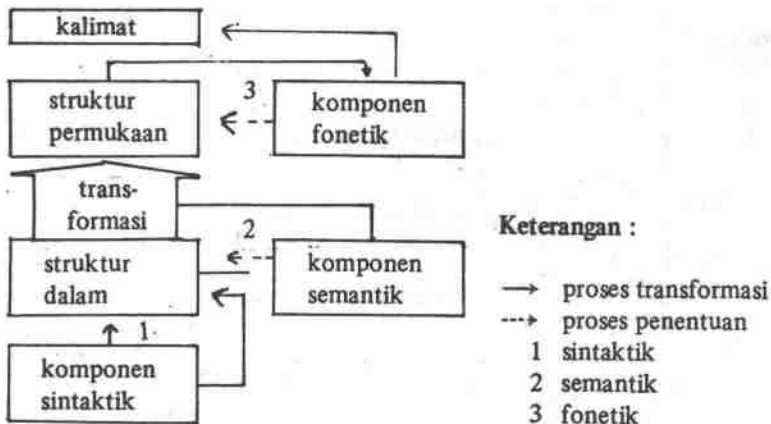 kalimat
struktur
permukaan
3
komponen
fonetik
trans-
formasi
struktur
dalam
2
komponen
semantik
1
komponen
sintaktik
Keterangan :
proses transformasi
proses penentuan
1 sintaktik
2 semantik
3 fonetik